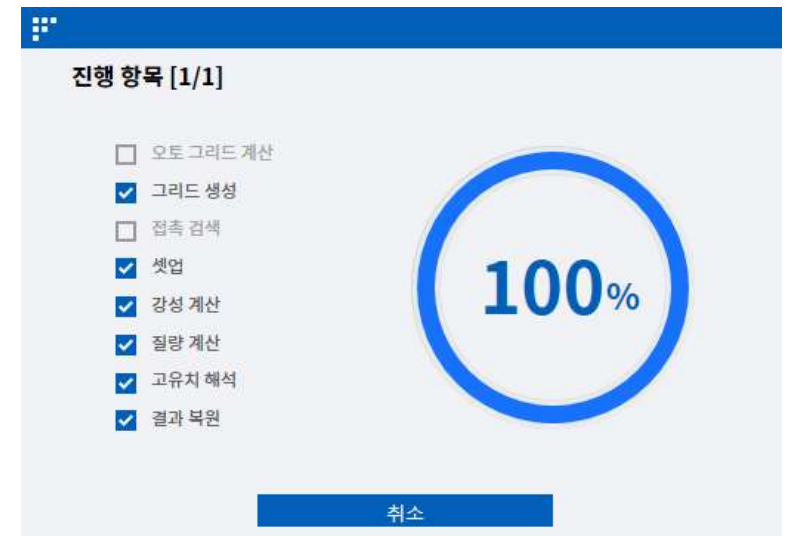 진행 항목 [1/1]
오토 그리드 계산
그리드 생성
접촉 검색
셋업
강성 계산
질량 계산
고유치 해석
결과 복원
100%
취소